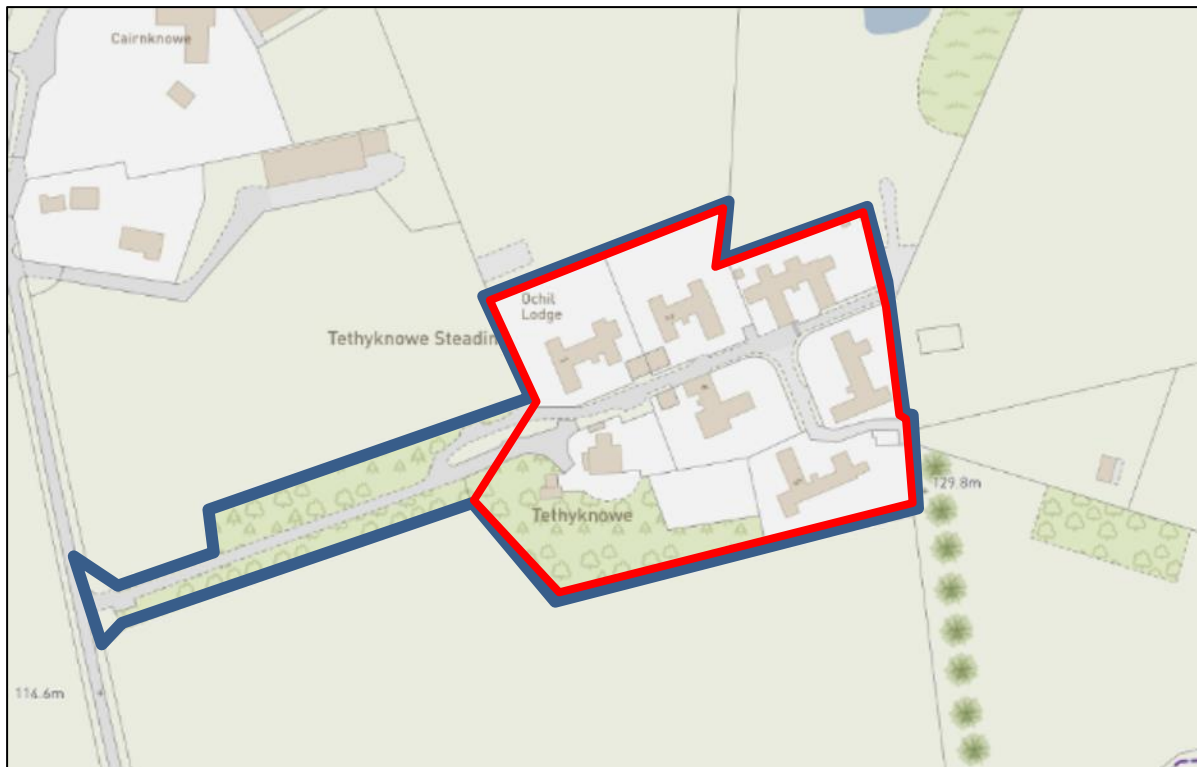 Cairnknowe
Ochil
Lodge
Tethyknowe Steadin
Tethyknowe
129.8m
114.6m